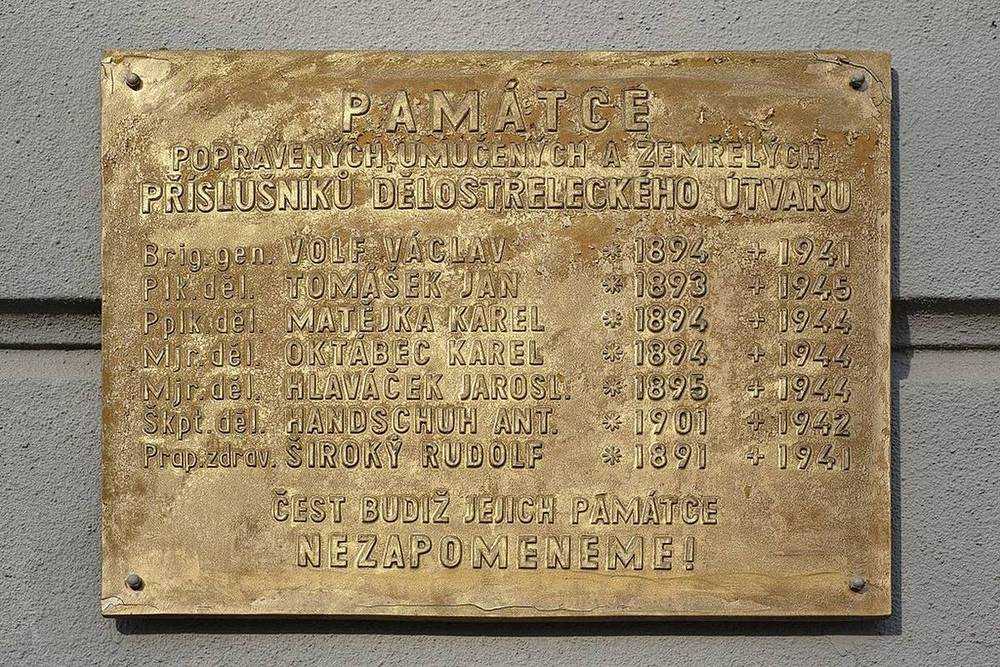 PAMÁTCE
POPRAVENÝCH, UMUČENÝCH A ZEMŘELÝCH
PŘÍSLUŠNÍKŮ DĚLOSTŘELECKÉHO ÚTVARU
Brig. gen. VOLF VÁCLAV * 1894 + 1941
Plk. děl. TOMÁŠEK JAN * 1893 + 1945
Pplk. děl. MATĚJKA KAREL * 1894 + 1944
Mjr. děl. OKTÁBEC KAREL * 1894 + 1944
Mjr. děl. HLAVÁČEK JAROSL. * 1895 + 1944
Škpt. děl. HANDSCHUH ANT. * 1901 + 1942
Prap. zdrav. ŠIROKÝ RUDOLF * 1891 + 1941
ČEST BUDIŽ JEJICH PAMÁTCE
NEZAPOMENEME!